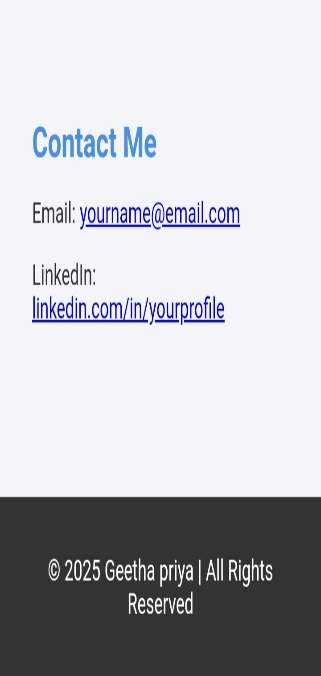 Contact Me
Email: yourname@email.com
LinkedIn:
linkedin.com/in/yourprofile
© 2025 Geetha priya | All Rights
Reserved